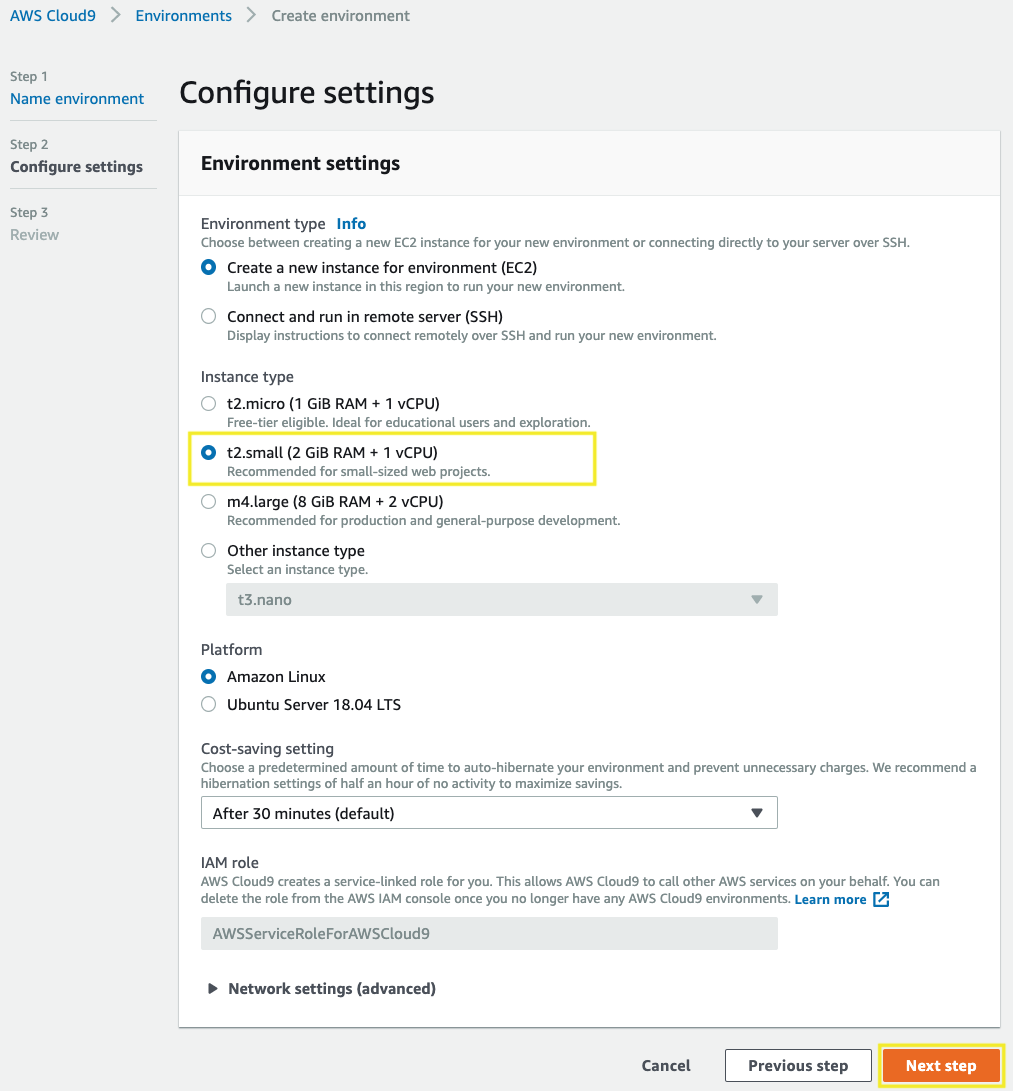 AWS Cloud9 > Environments > Create environment
Step 1
Name environment
Step 2
Configure settings
Step 3
Review
Configure settings
Environment settings
Environment type Info
Choose between creating a new EC2 instance for your new environment or connecting directly to your server over SSH.
Create a new instance for environment (EC2)
Launch a new instance in this region to run your new environment.
Connect and run in remote server (SSH)
Display instructions to connect remotely over SSH and run your new environment.
Instance type
t2.micro (1 GiB RAM + 1 vCPU)
Free-tier eligible. Ideal for educational users and exploration.
t2.small (2 GiB RAM + 1 vCPU)
Recommended for small-sized web projects.
m4.large (8 GiB RAM + 2 vCPU)
Recommended for production and general-purpose development.
Other instance type
Select an instance type.
t3.nano
Platform
Amazon Linux
Ubuntu Server 18.04 LTS
Cost-saving setting
Choose a predetermined amount of time to auto-hibernate your environment and prevent unnecessary charges. We recommend a
hibernation settings of half an hour of no activity to maximize savings.
After 30 minutes (default)
IAM role
AWS Cloud9 creates a service-linked role for you. This allows AWS Cloud9 to call other AWS services on your behalf. You can
delete the role from the AWS IAM console once you no longer have any AWS Cloud9 environments. Learn more
AWSServiceRoleForAWSCloud9
Network settings (advanced)
Cancel
Previous step
Next step